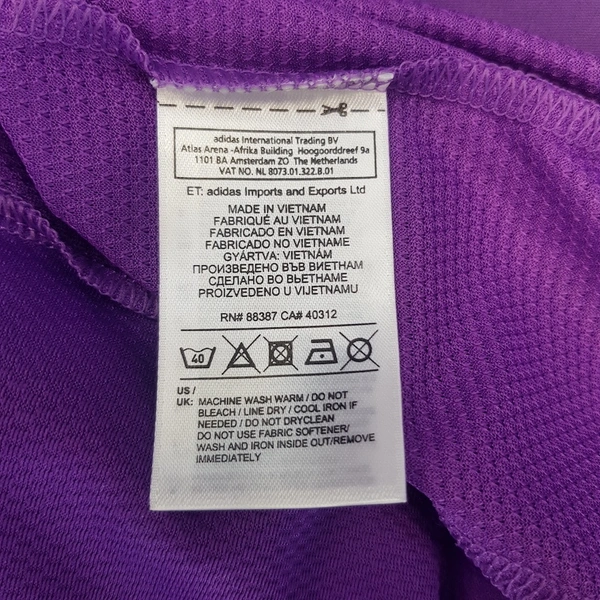 adidas International Trading BV
Atlas Arena -Afrika Building Hoogoorddreef 9a
1101 BA Amsterdam ZO The Netherlands
VAT NO. NL 8073.01.322.B.01
ET: adidas Imports and Exports Ltd
MADE IN VIETNAM
FABRIQUÉ AU VIETNAM
FABRICADO EN VIETNAM
FABRICADO NO VIETNAME
GYÁRTVA: VIETNÁM
ПРОИЗВЕДЕНО ВЪВ ВИЕТНАМ
СДЕЛАНО ВО ВЬЕТНАМЕ
PROIZVEDENO U VIJETNAMU
RN# 88387 CA# 40312
40
US /
UK: MACHINE WASH WARM / DO NOT
BLEACH / LINE DRY / COOL IRON IF
NEEDED / DO NOT DRYCLEAN
DO NOT USE FABRIC SOFTENER/
WASH AND IRON INSIDE OUT/REMOVE
IMMEDIATELY